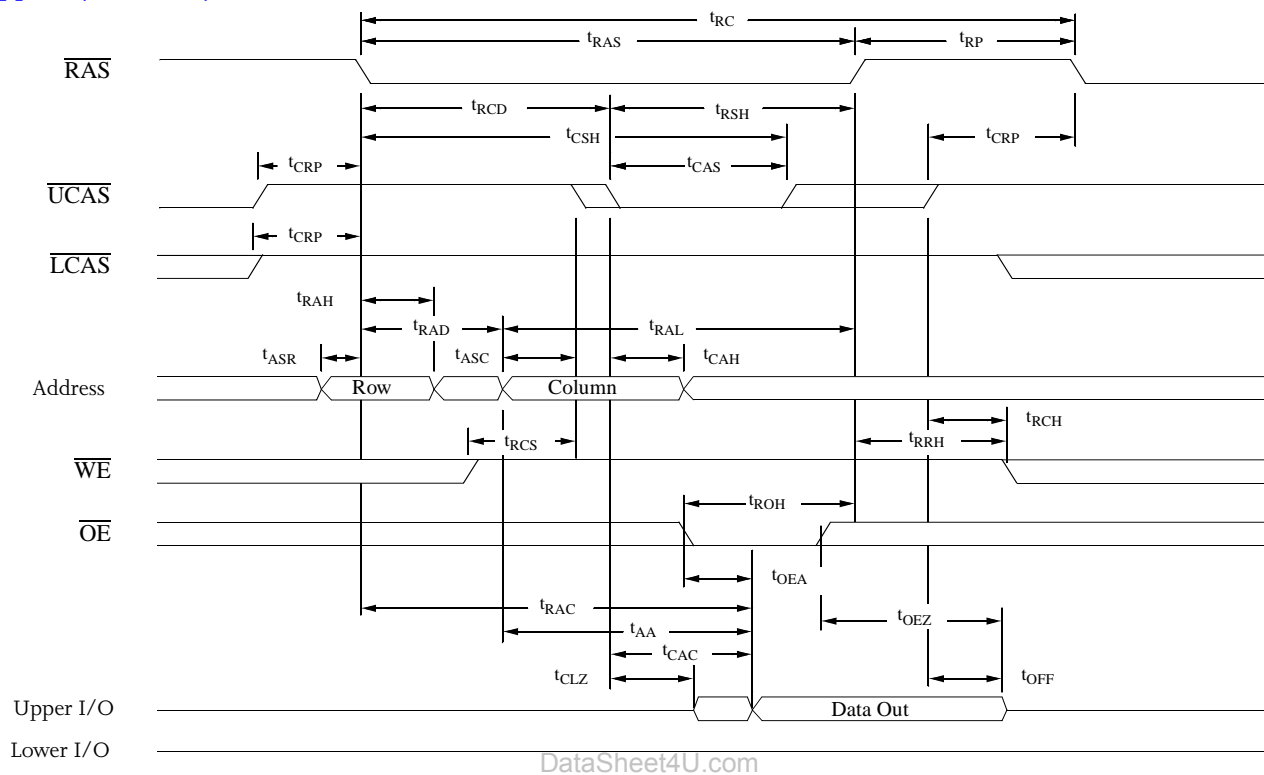 tRC
tRAS
tRP
RAS
tRCD
tRSH
tCSH
tCRP
tCRP
tCAS
UCAS
tCRP
LCAS
tRAH
tRAD
tRAL
tASR
tASC
tCAH
Address
Row
Column
tRCH
tRCS
tRRH
WE
tROH
OE
tOEA
tRAC
tOEZ
tAA
tCAC
tCLZ
tOFF
Upper I/O
Data Out
Lower I/O
DataSheet4U.com